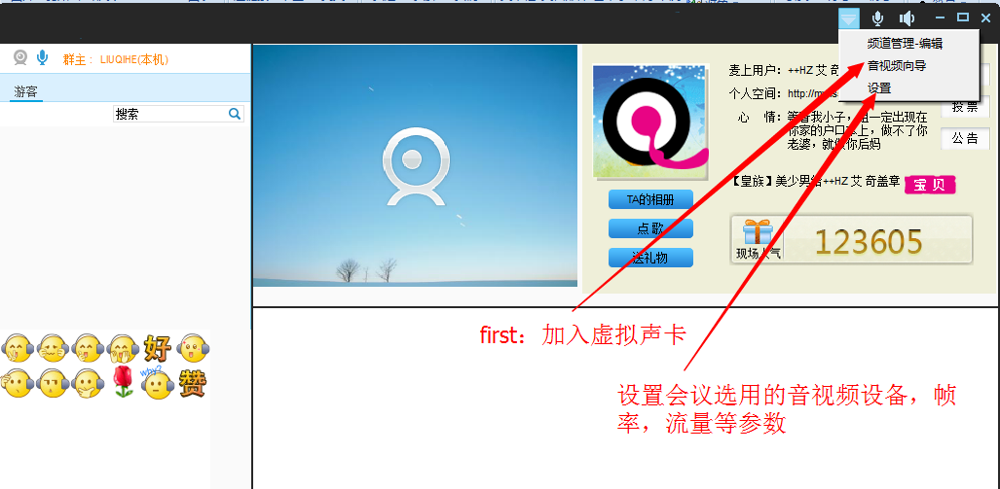 频道管理-编辑
音视频向导
设置
群主： LIUQIHE(本机)
游客
搜索
麦上用户：++HZ 艾 奇
个人空间：http://
投 票
心 情：等着我小子，姐一定出现在
你家的户口本上，做不了你
老婆，就做你后妈
公 告
【皇族】美少男给++HZ 艾 奇盖章 宝 贝
TA的相册
点 歌
送礼物
现场人气
123605
first：加入虚拟声卡
好
why?
赞
设置会议选用的音视频设备，帧
率，流量等参数